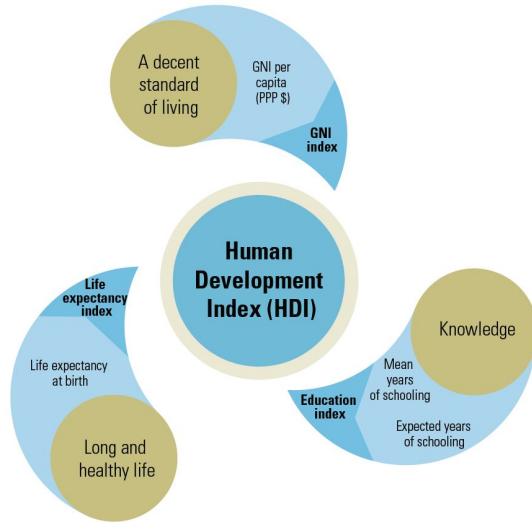 A decent
standard
of living
GNI per
capita
(PPP $)
GNI
index
Human
Development
Index (HDI)
Life
expectancy
index
Life expectancy
at birth
Long and
healthy life
Knowledge
Mean
years
of schooling
Expected years
of schooling
Education
index